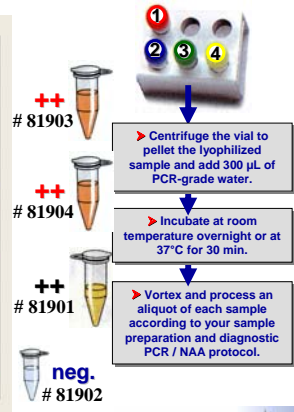 1
2
3
4
++
# 81903
++
# 81904
++
# 81901
neg.
# 81902
Centrifuge the vial to
pellet the lyophilized
sample and add 300 µL of
PCR-grade water.
Incubate at room
temperature overnight or at
37°C for 30 min.
Vortex and process an
aliquot of each sample
according to your sample
preparation and diagnostic
PCR / NAA protocol.